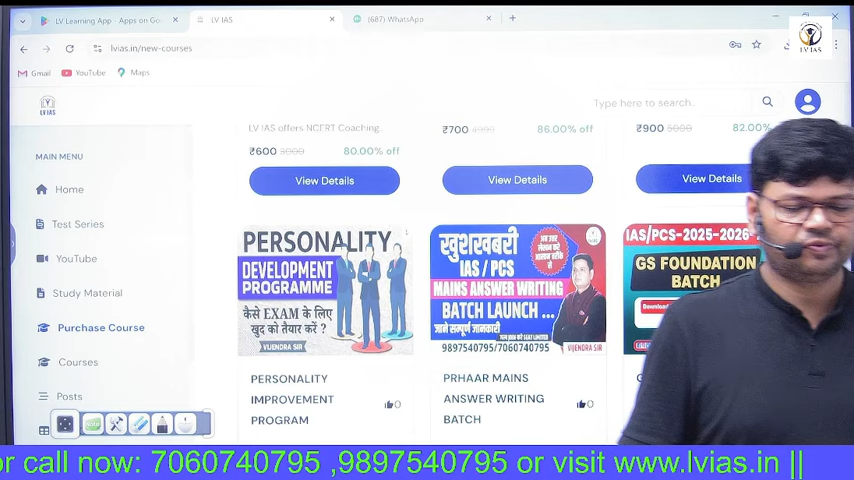 LV Learning App - Apps on Go
LV IAS
(687) WhatsApp
lvias.in/new-courses
Gmail
YouTube
Maps
LV IAS
Type here to search..
MAIN MENU
Home
Test Series
YouTube
Study Material
Purchase Course
Courses
Posts
LV IAS offers NCERT Coaching
₹600 3000 80.00% off
₹700 86.00% off
₹900 5000 82.00%
View Details
View Details
View Details
PERSONALITY
DEVELOPMENT
PROGRAMME
कैसे EXAM के लिए
खुद को तैयार करें ?
VIJENDRA SIR
खुशखबरी
IAS / PCS
MAINS ANSWER WRITING
BATCH LAUNCH ...
जाने सम्पूर्ण जानकारी
9897540795/7060740795
VIJENDRA SIR
IAS/PCS-2025-2026-
GS FOUNDATION
BATCH
Download
PERSONALITY
IMPROVEMENT
PROGRAM
0
PRHAAR MAINS
ANSWER WRITING
BATCH
0
or call now: 7060740795 ,9897540795 or visit www.lvias.in ||